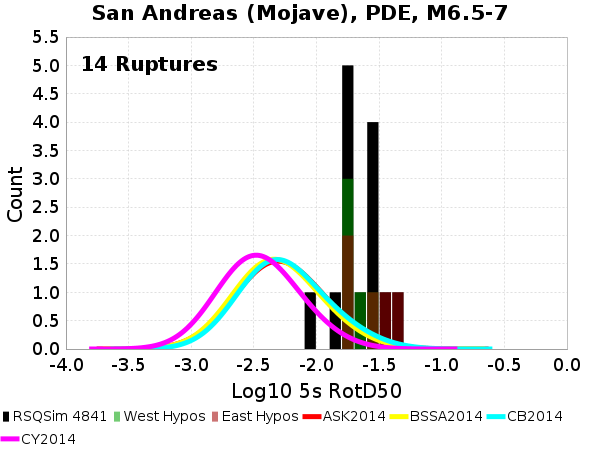 San Andreas (Mojave), PDE, M6.5-7
14 Ruptures
5.5
5.0
4.5
4.0
3.5
3.0
2.5
2.0
1.5
1.0
0.5
0.0
Count
-4.0 -3.5 -3.0 -2.5 -2.0 -1.5 -1.0 -0.5 0.0
Log10 5s RotD50
RSQSim 4841 West Hypos East Hypos ASK2014 BSSA2014 CB2014
CY2014